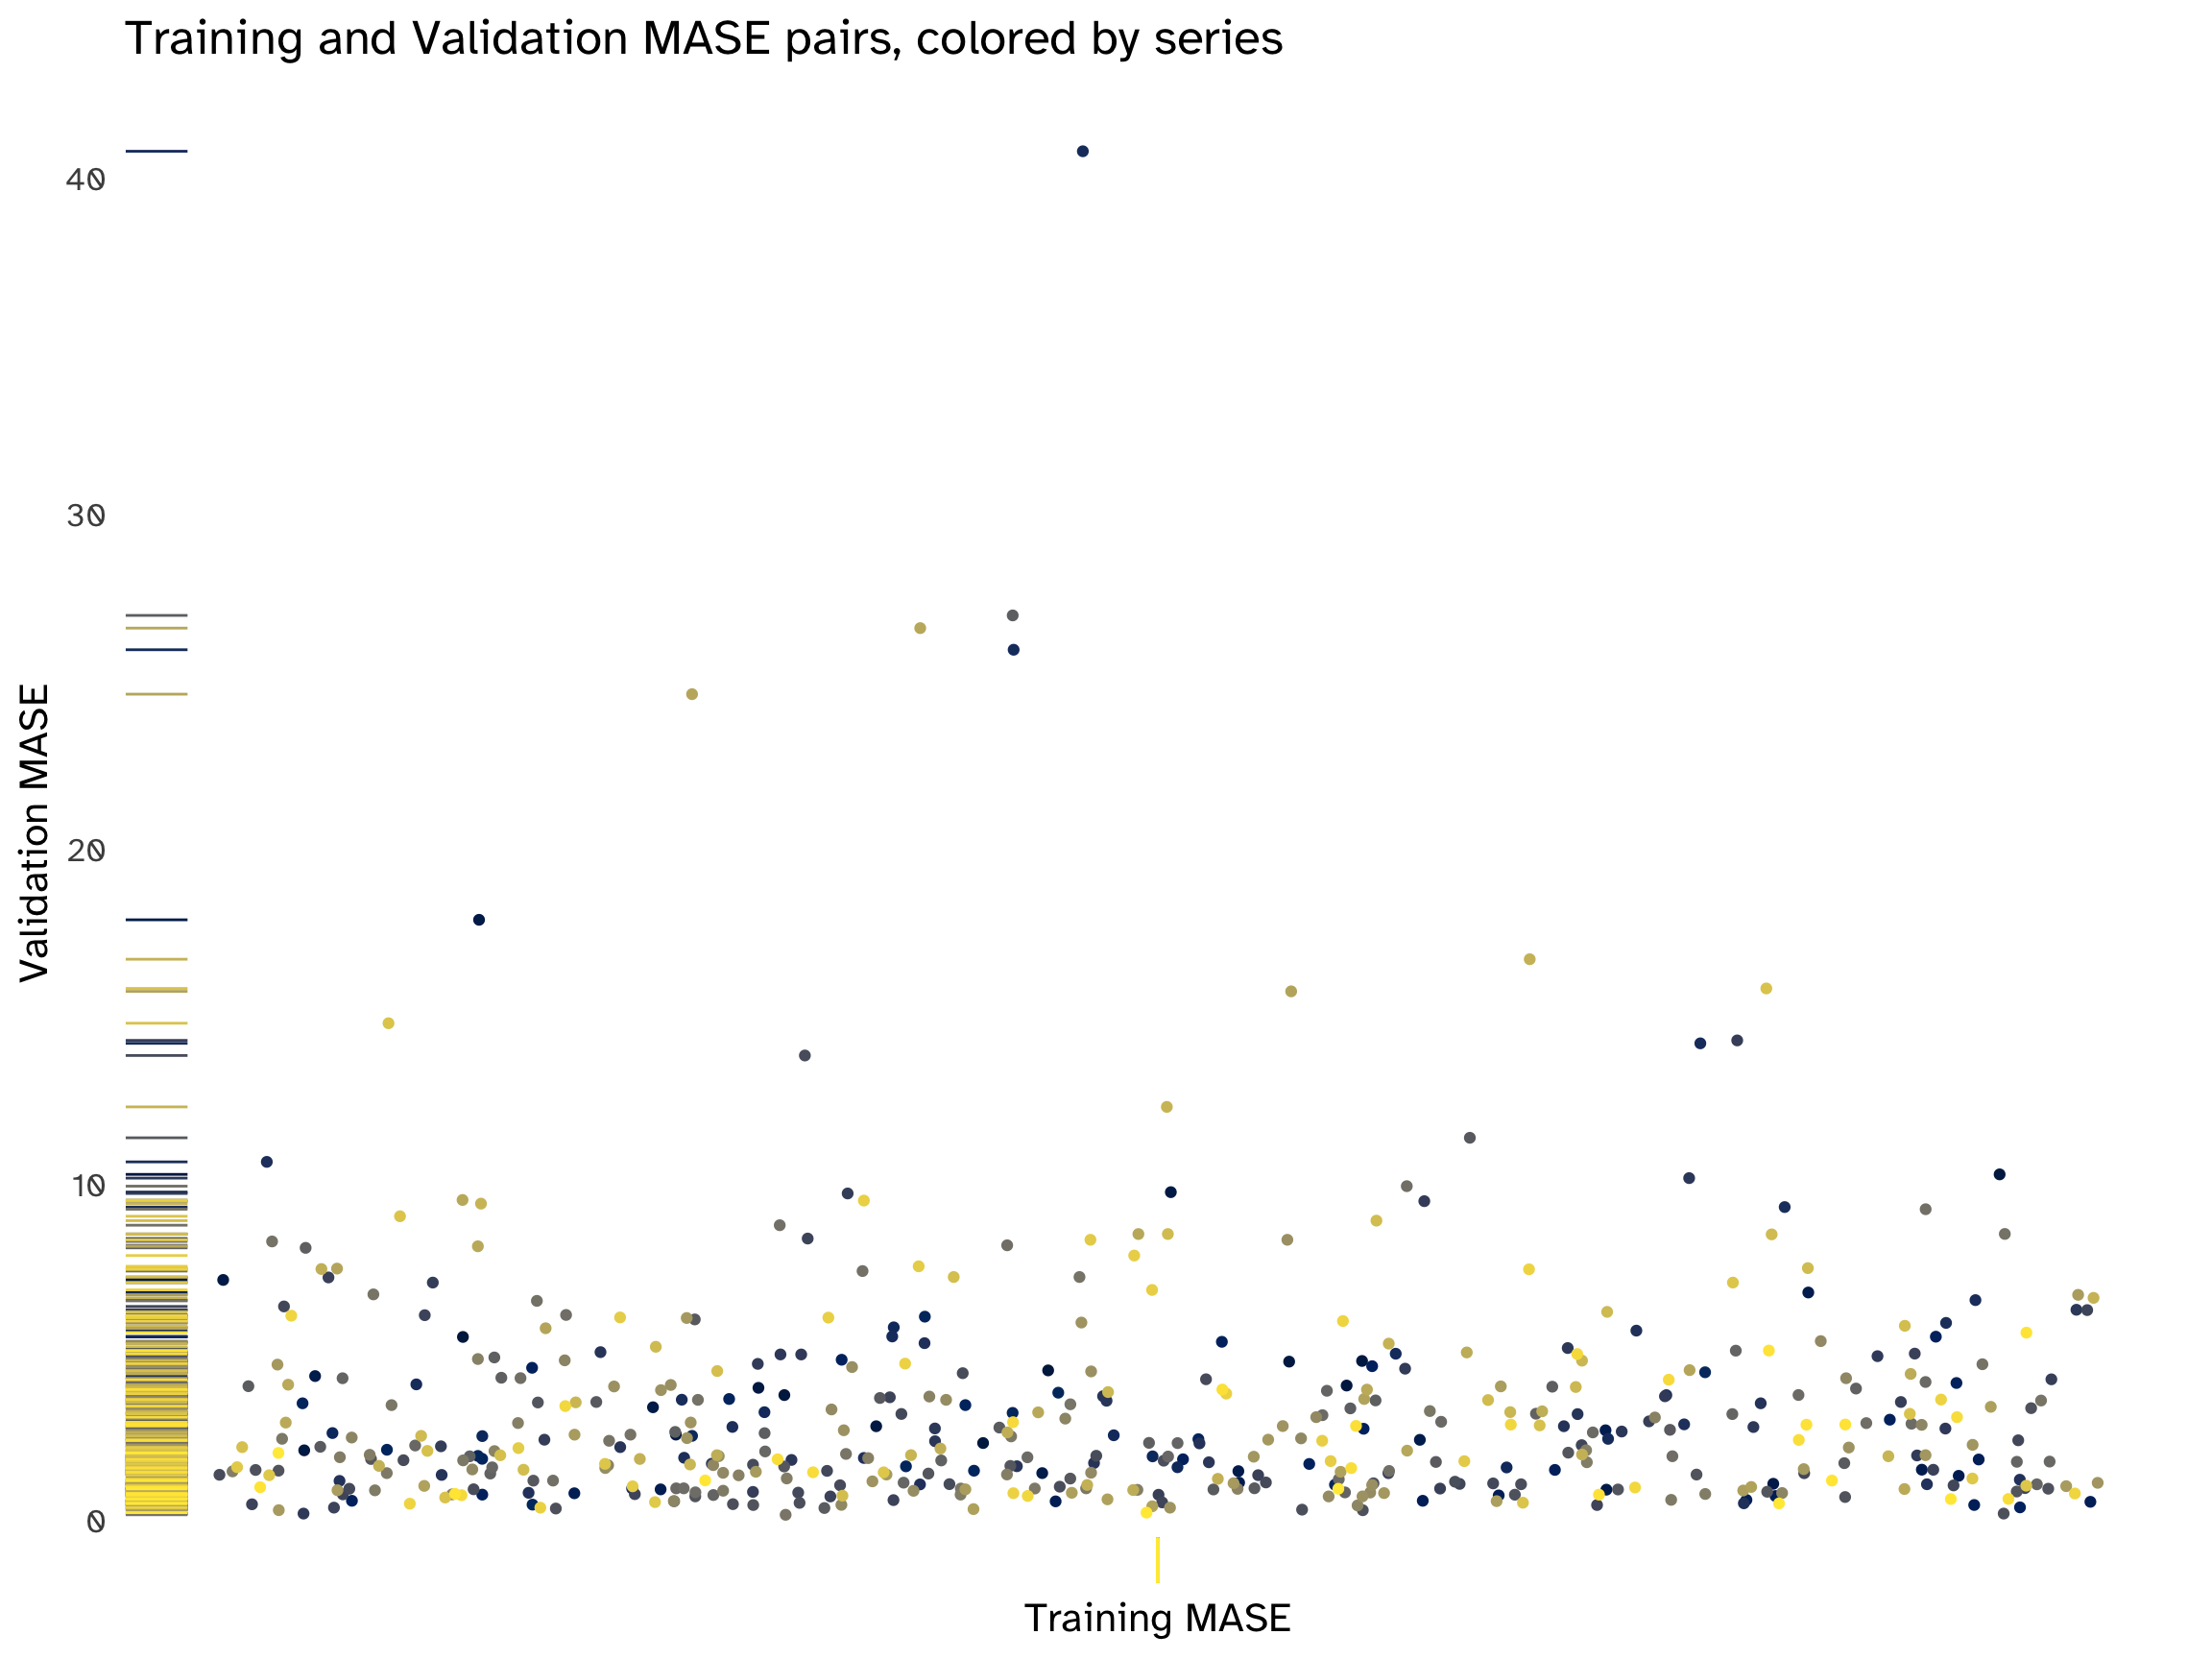 Training and Validation MASE pairs, colored by series
40
30
20
10
0
Validation MASE
Training MASE